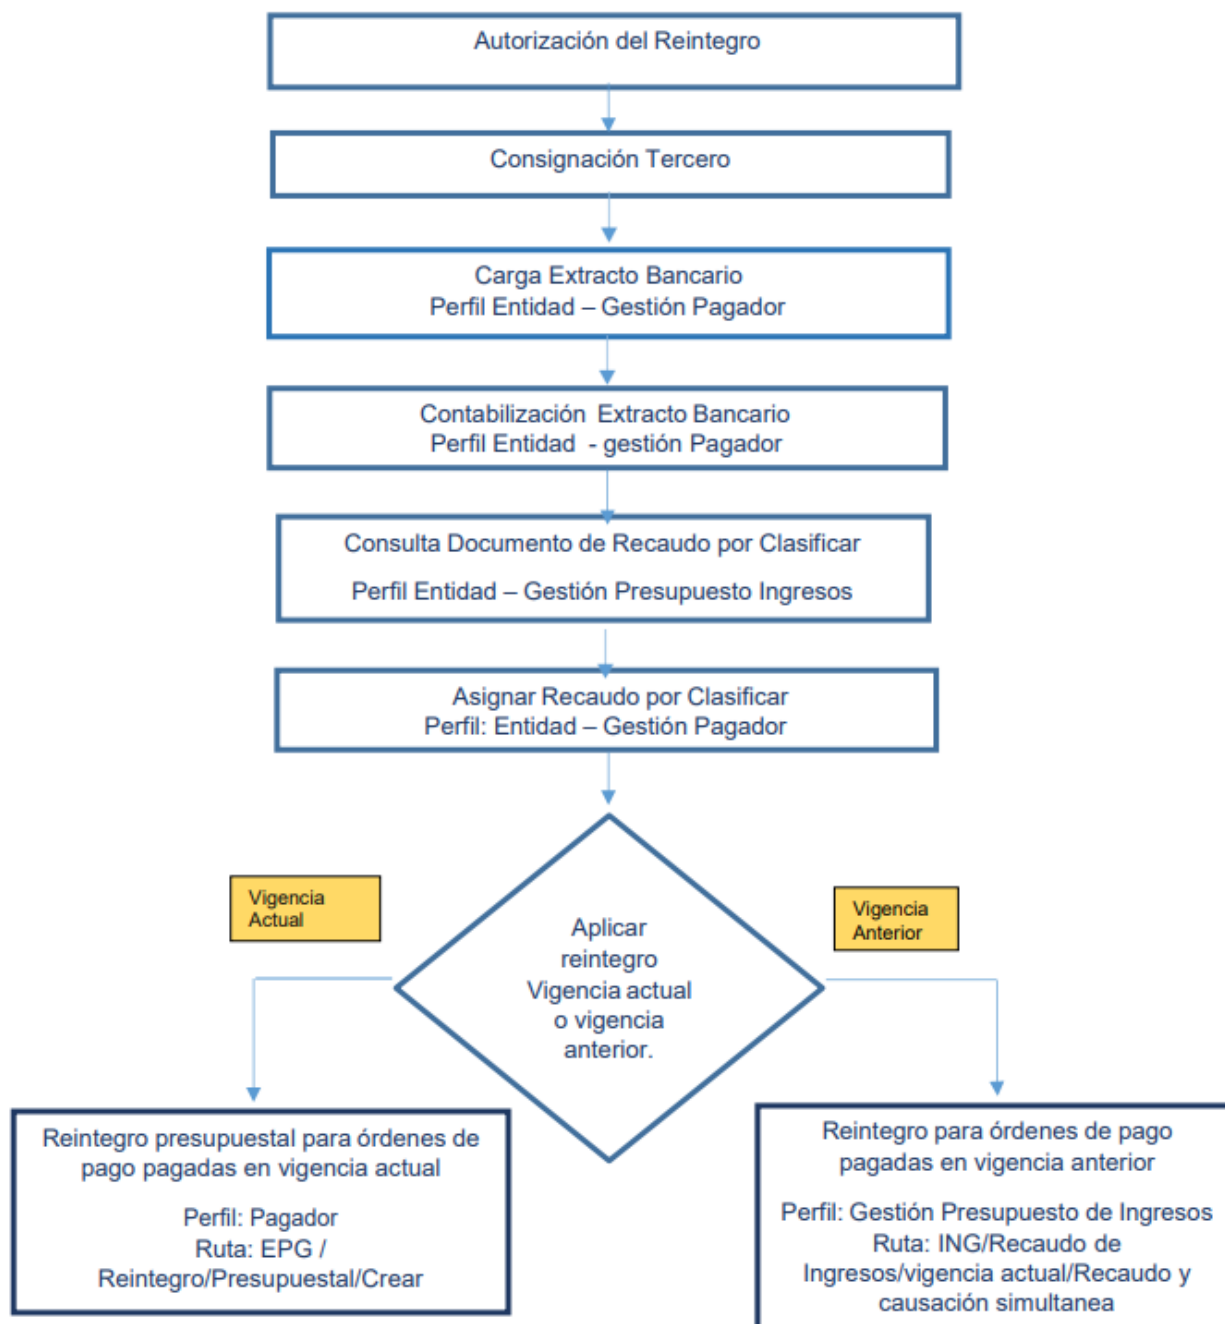 Autorización del Reintegro
Consignación Tercero
Carga Extracto Bancario
Perfil Entidad – Gestión Pagador
Contabilización Extracto Bancario
Perfil Entidad - gestión Pagador
Consulta Documento de Recaudo por Clasificar
Perfil Entidad – Gestión Presupuesto Ingresos
Asignar Recaudo por Clasificar
Perfil: Entidad – Gestión Pagador
Vigencia
Actual
Aplicar
reintegro
Vigencia actual
o vigencia
anterior.
Vigencia
Anterior
Reintegro presupuestal para órdenes de
pago pagadas en vigencia actual
Perfil: Pagador
Ruta: EPG /
Reintegro/Presupuestal/Crear
Reintegro para órdenes de pago
pagadas en vigencia anterior
Perfil: Gestión Presupuesto de Ingresos
Ruta: ING/Recaudo de
Ingresos/vigencia actual/Recaudo y
causación simultanea